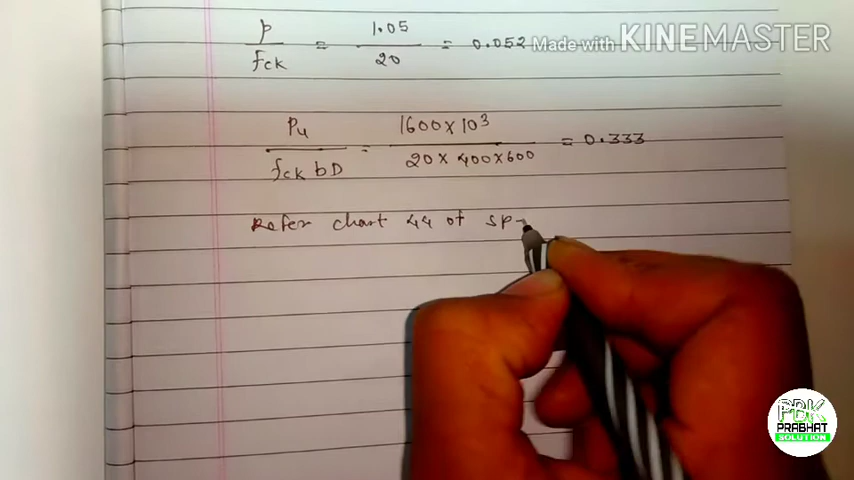 p/fck = 1.05/20 = 0.052
Made with KINEMASTER
Pu/fck bD = 1600×10³/20×400×600 = 0.333
Refer chart 44 of SP-
PBK
PRABHAT
SOLUTION